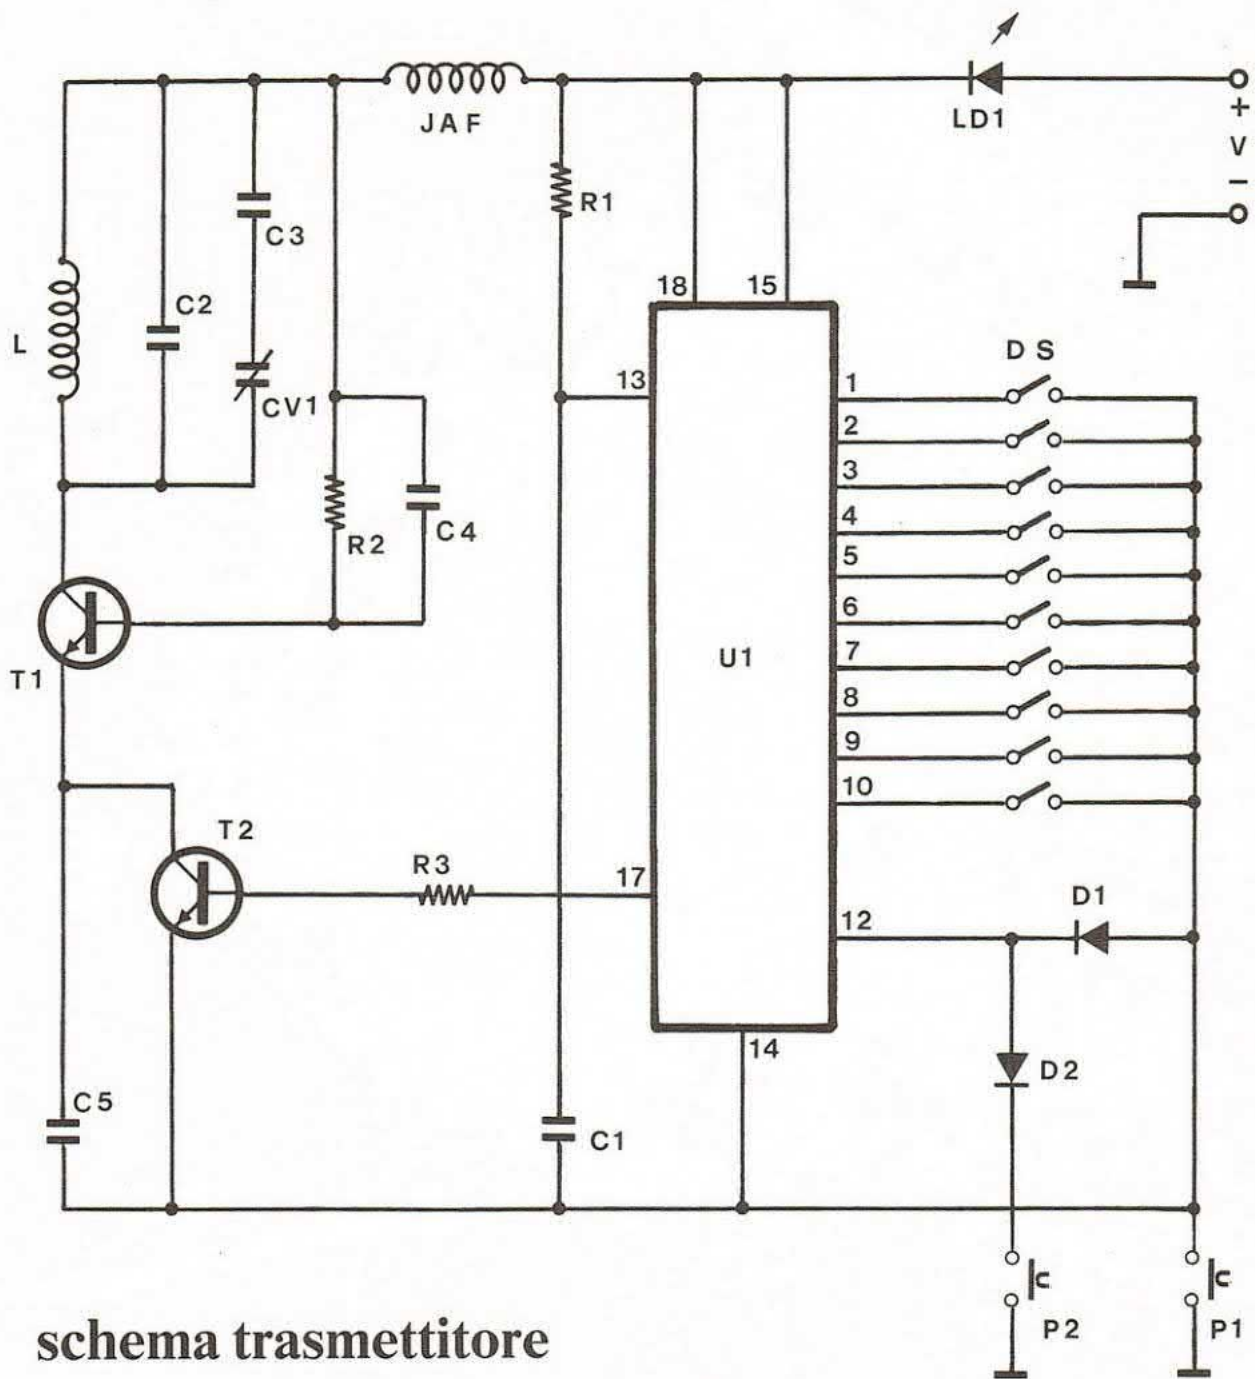 LD1
+
V
−
JAF
R1
C3
18
15
C2
L
DS
13
1
CV1
2
3
4
R2
C4
5
6
U1
7
T1
8
9
10
T2
R3
17
12
D1
14
D2
C5
C1
P2
P1
schema trasmettitore